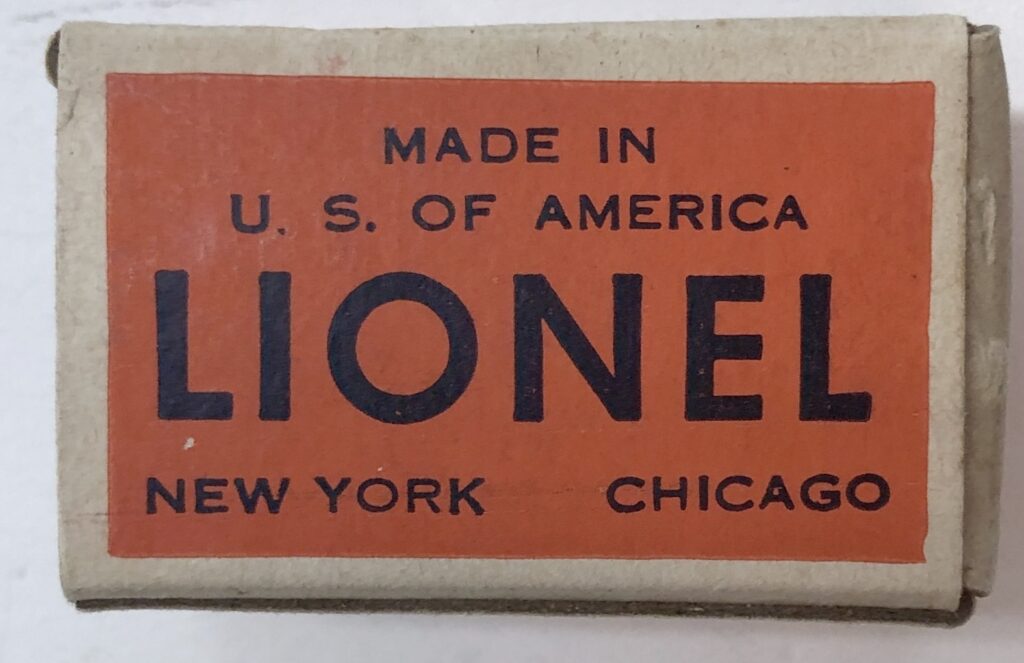 MADE IN
U. S. OF AMERICA
LIONEL
NEW YORK CHICAGO